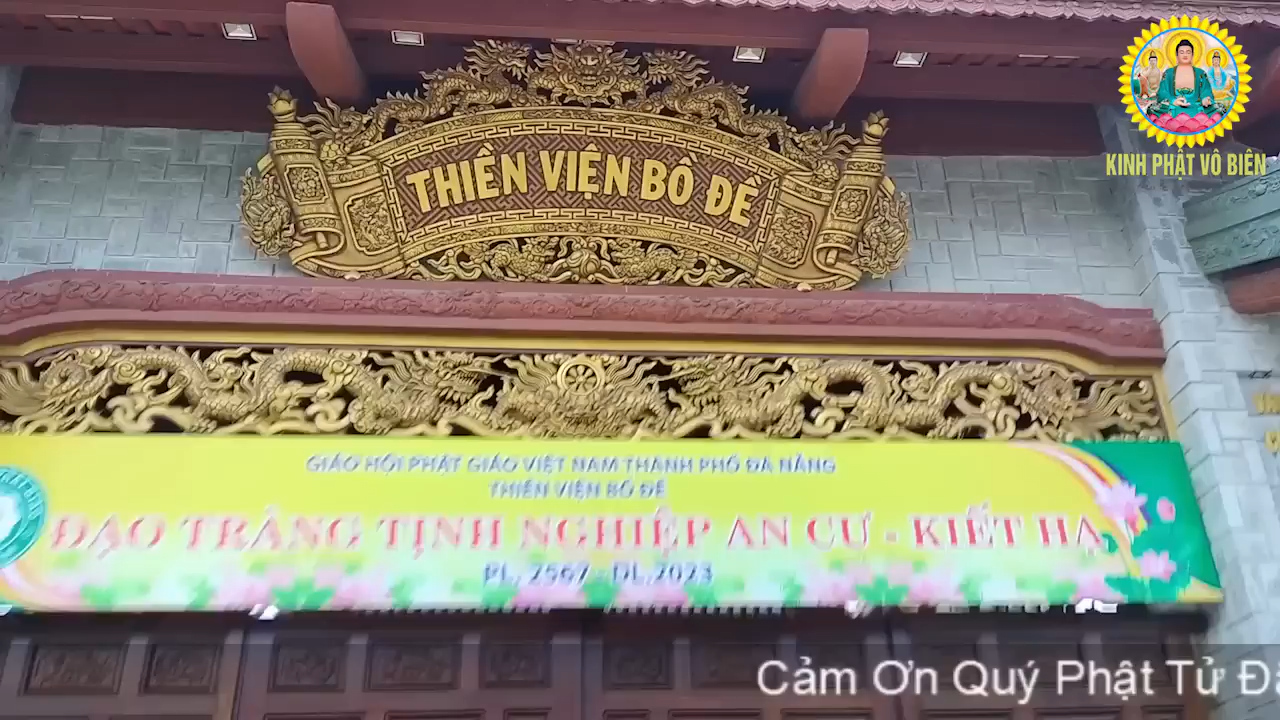 THIỀN VIỆN BỒ ĐỀ
KINH PHẬT VÔ BIÊN
GIÁO HỘI PHẬT GIÁO VIỆT NAM THÀNH PHỐ ĐÀ NẴNG
THIỀN VIỆN BỒ ĐỀ
ĐẠO TRÀNG TỊNH NGHIỆP AN CƯ - KIẾT HẠ
PL, 2567 - DL,2023
Cảm Ơn Quý Phật Tử